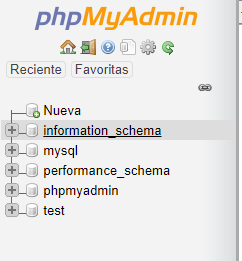 phpMyAdmin
Reciente Favoritas
Nueva
information_schema
mysql
performance_schema
phpmyadmin
test